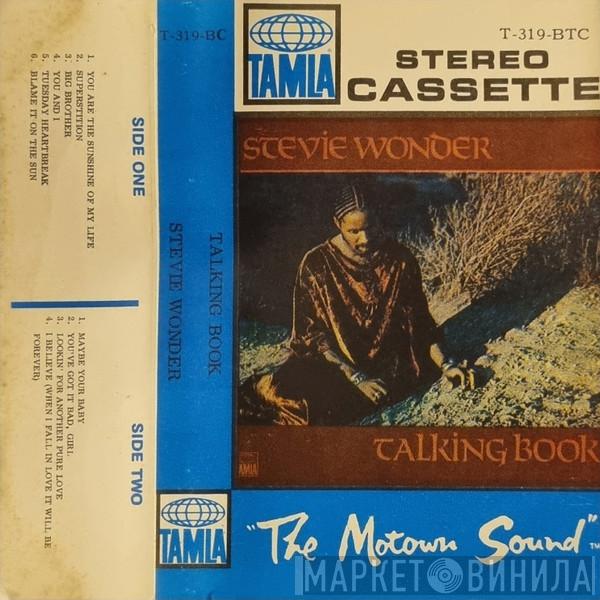 SIDE ONE
1. YOU ARE THE SUNSHINE OF MY LIFE
2. SUPERSTITION
3. BIG BROTHER
4. YOU AND I
5. TUESDAY HEARTBREAK
6. BLAME IT ON THE SUN
SIDE TWO
1. MAYBE YOUR BABY
2. YOU'VE GOT IT BAD, GIRL
3. LOOKIN' FOR ANOTHER PURE LOVE
4. I BELIEVE (WHEN I FALL IN LOVE IT WILL BE
FOREVER)
T-319-BC
TALKING BOOK
STEVIE WONDER
TAMLA
TAMLA
T-319-BTC
STEREO
CASSETTE
STEVIE WONDER
TALKING BOOK
TAMLA
"The Motown Sound" TM
МАРКЕТ ВИНИЛА